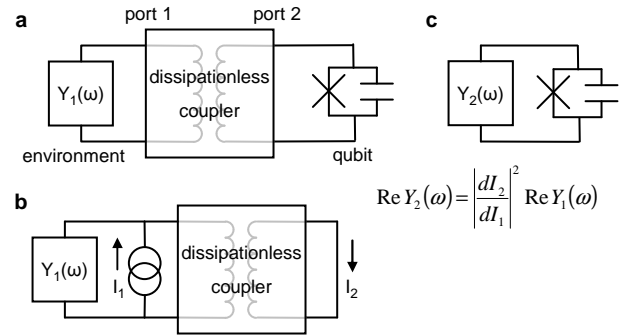 a
port 1
port 2
Y₁(ω)
dissipationless
coupler
environment
qubit
c
Y₂(ω)
Re Y₂(ω) = |dI₂/dI₁|² Re Y₁(ω)
b
Y₁(ω)
I₁
dissipationless
coupler
I₂